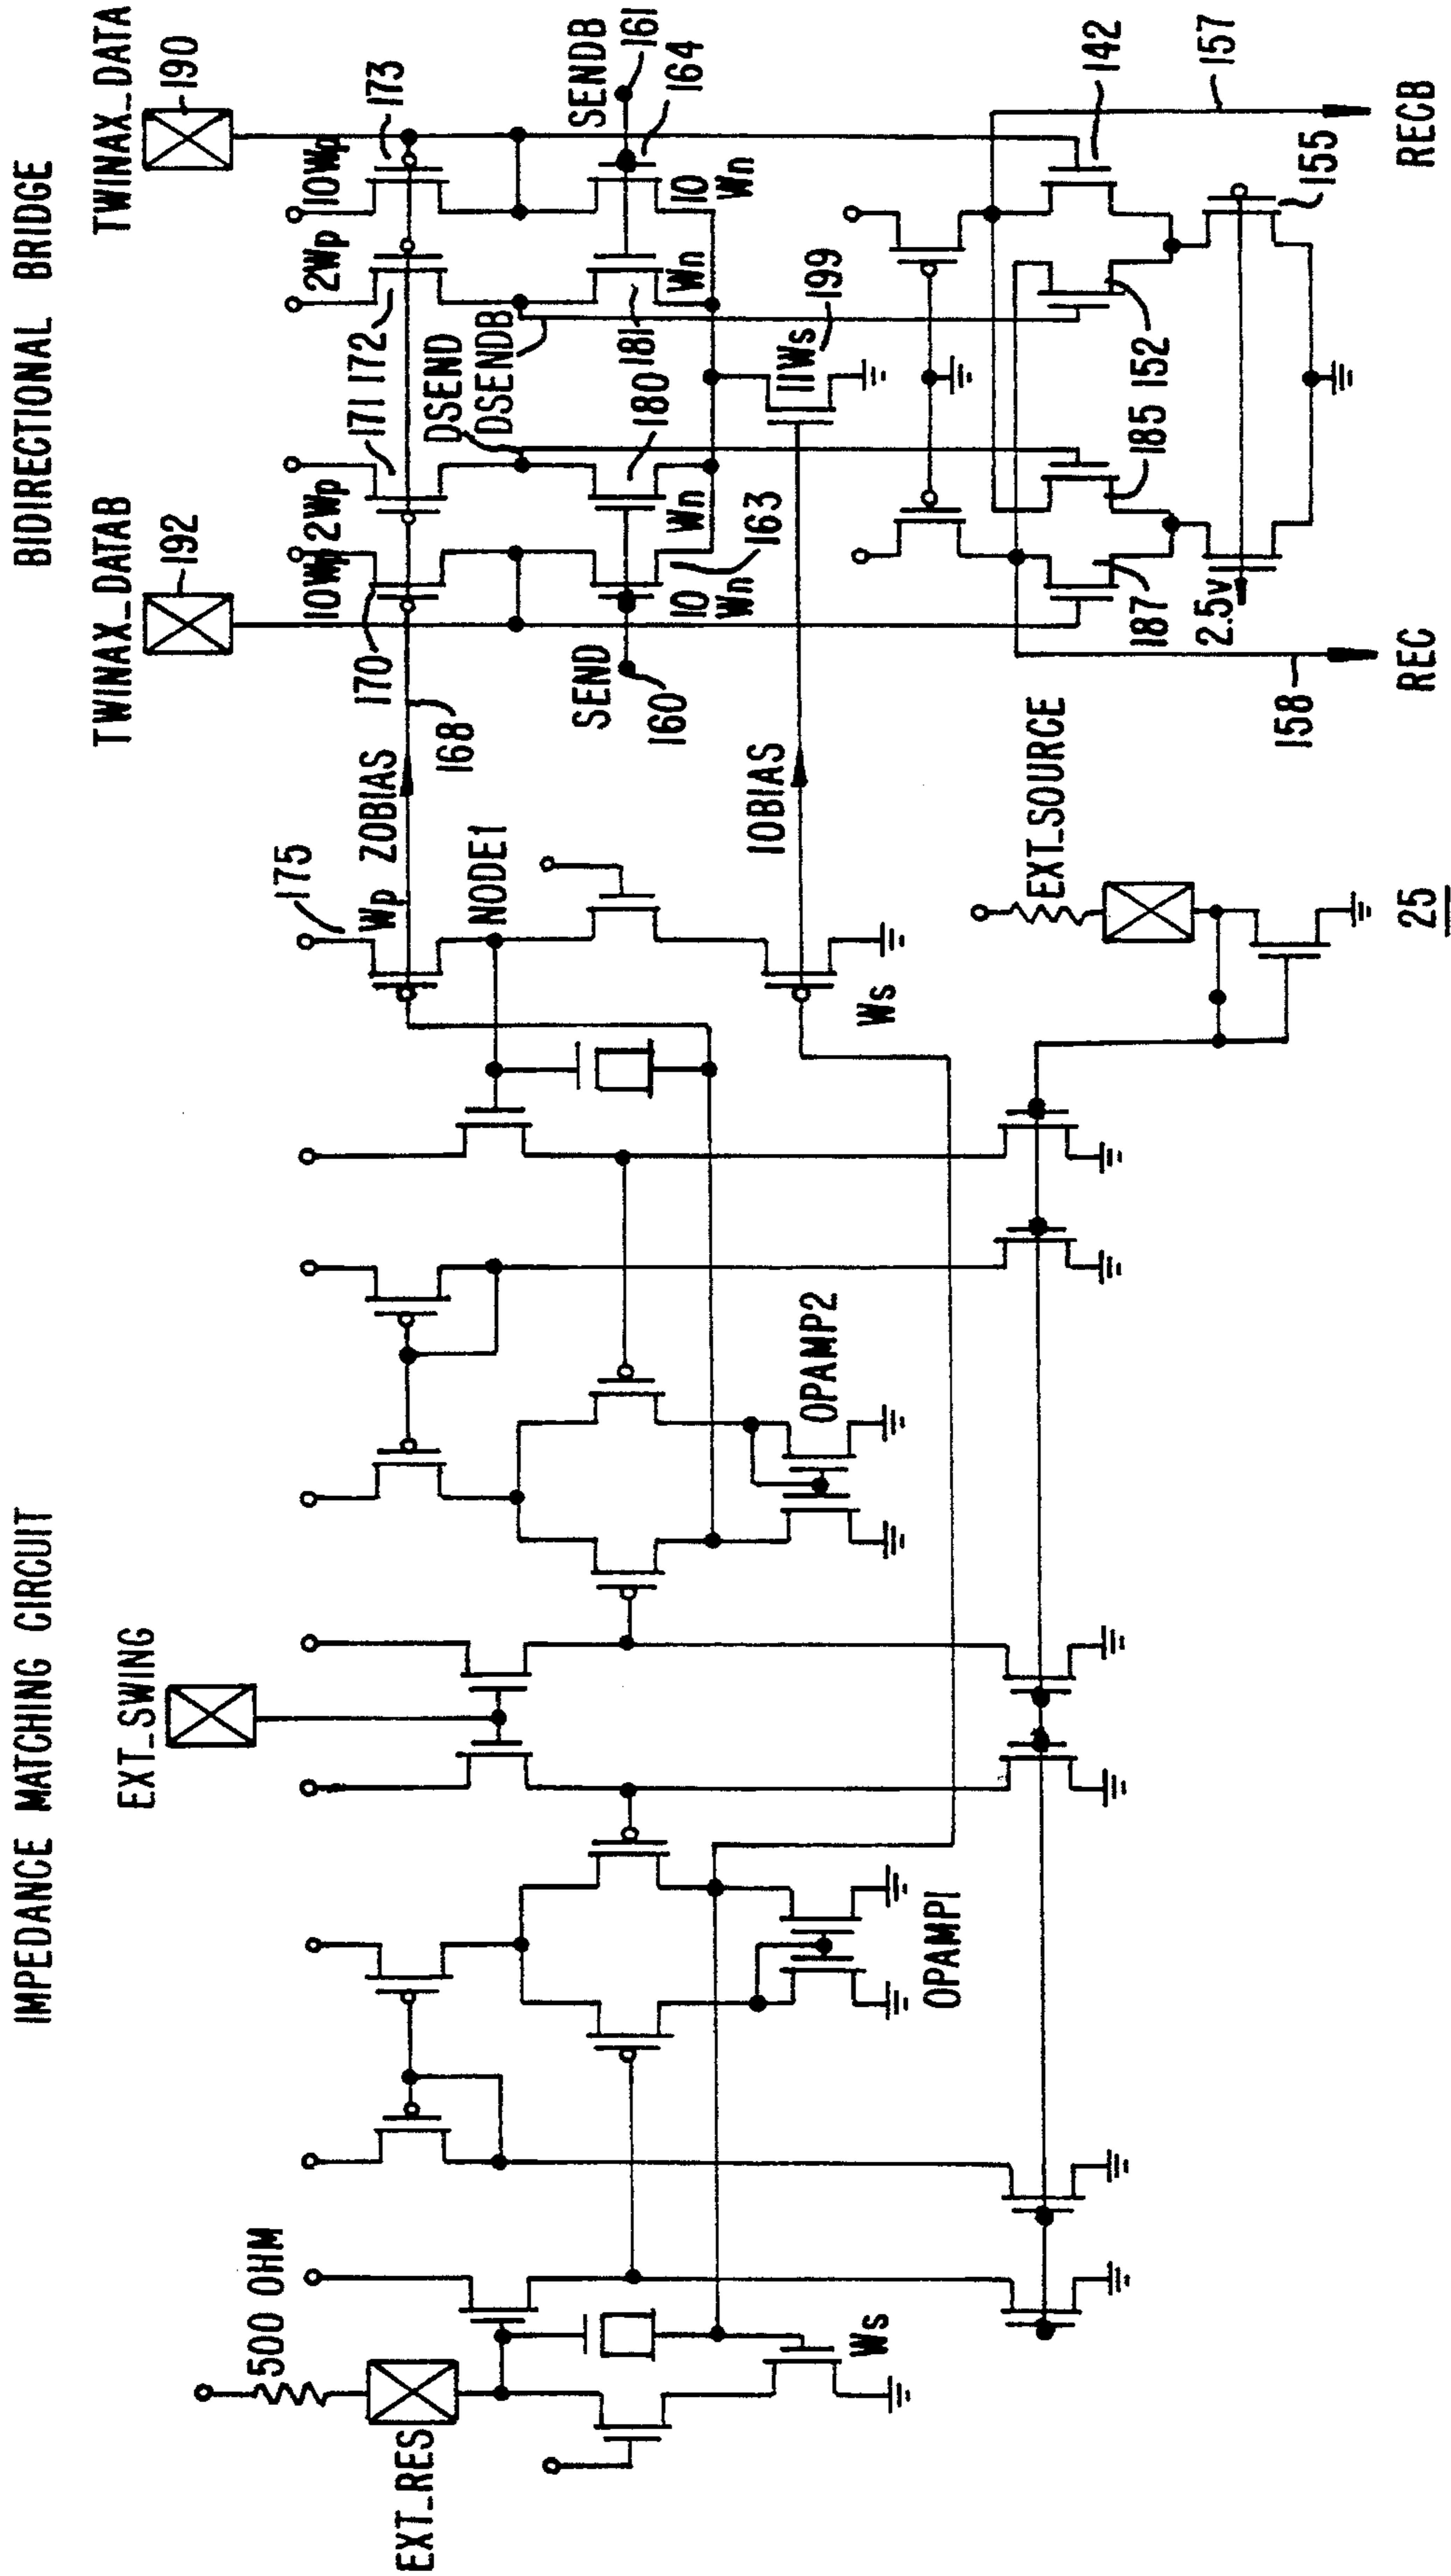 IMPEDANCE MATCHING CIRCUIT
BIDIRECTIONAL BRIDGE
EXT_SWING
TWINAX_DATAB
192
TWINAX_DATA
190
EXT_RES
500 OHM
175
Wp
ZOBIAS
168
170
10Wp
2Wp
171
172
2Wp
10Wp
173
NODE1
DSEND
DSENDB
SEND
160
SENDB
161
164
10
Wn
163
Wn
180
181
Wn
10
Wn
OPAMP1
OPAMP2
Ws
Ws
IOBIAS
11Ws
199
EXT_SOURCE
187
185
152
142
2.5v
155
158
157
REC
RECB
25